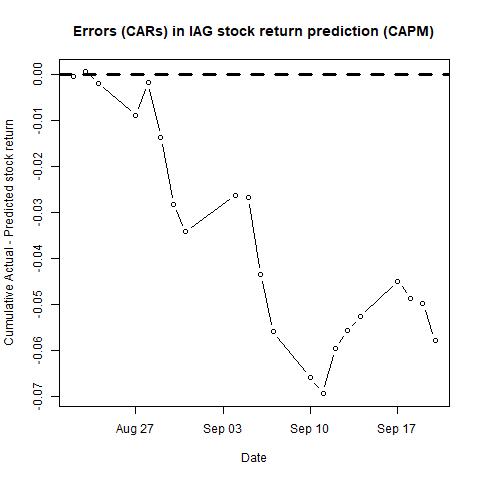 Errors (CARs) in IAG stock return prediction (CAPM)
Cumulative Actual - Predicted stock return
0.00
-0.01
-0.02
-0.03
-0.04
-0.05
-0.06
-0.07
Aug 27 Sep 03 Sep 10 Sep 17
Date